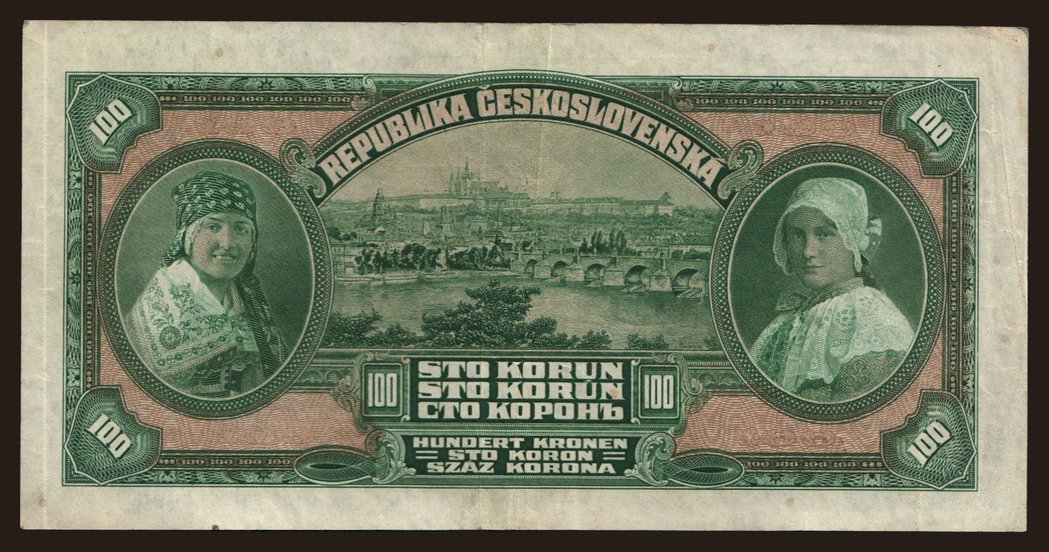 100
100
REPUBLIKA ČESKOSLOVENSKÁ
100
STO KORUN
STO KORÚN
СТО КОРОНЪ
100
HUNDERT KRONEN
STO KORON
SZÁZ KORONA
100
100